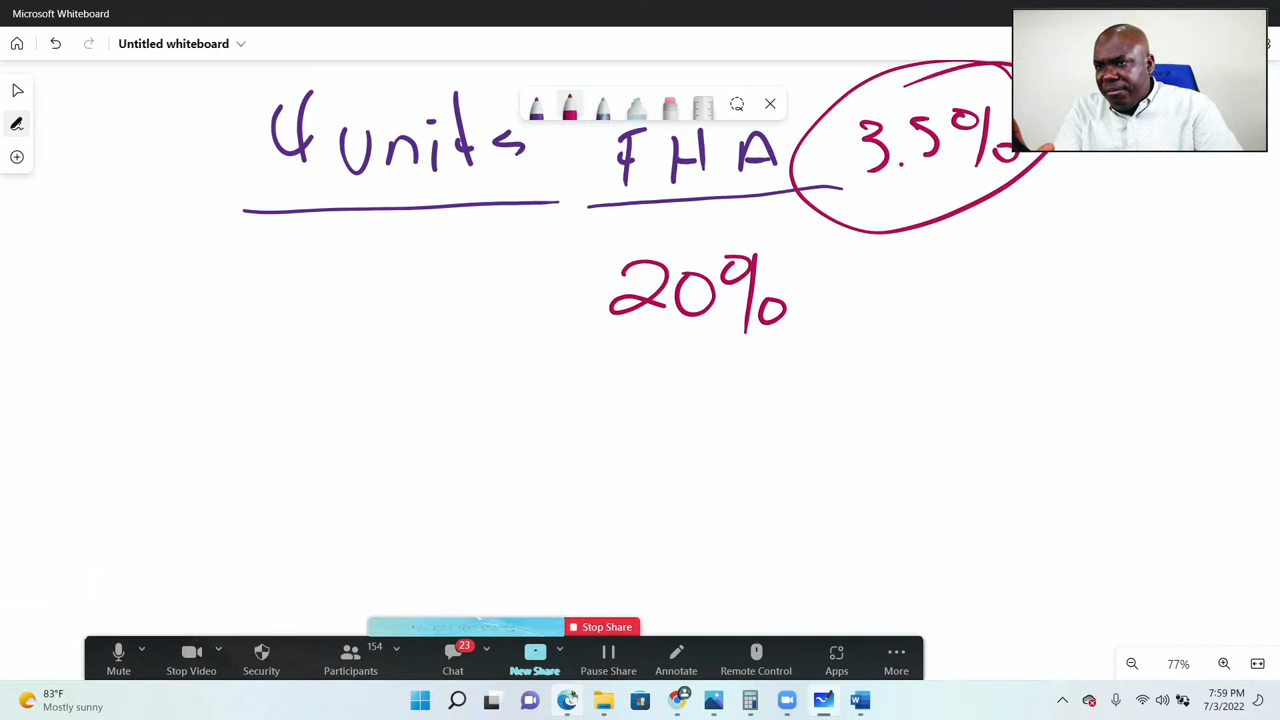 Microsoft Whiteboard
Untitled whiteboard
4 units FHA 3.5%
20%
Stop Share
154
23
Mute
Stop Video
Security
Participants
Chat
New Share
Pause Share
Annotate
Remote Control
Apps
More
77%
83°F
Mostly sunny
7:59 PM
7/3/2022